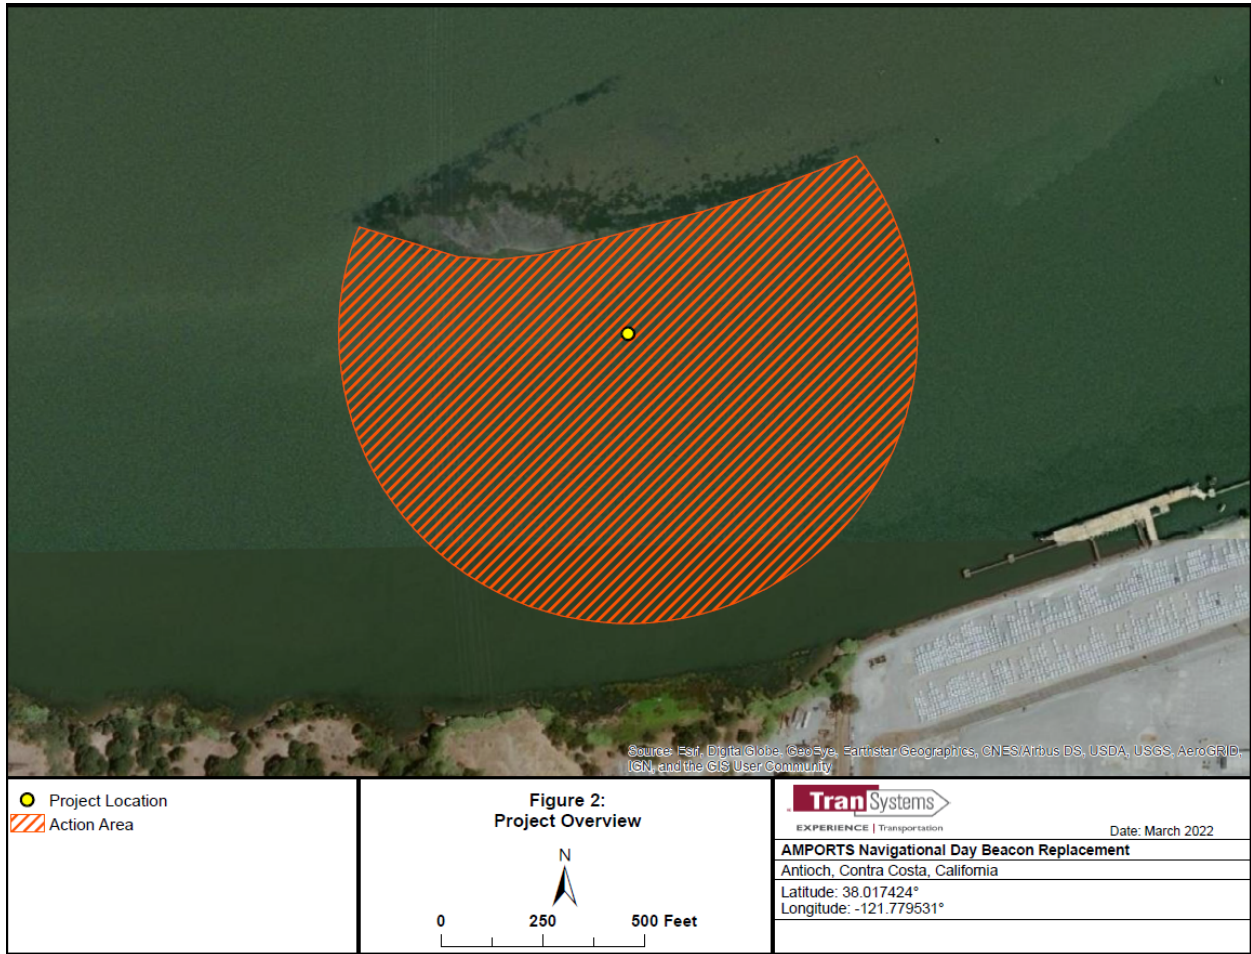 Source: Esri, DigitalGlobe, GeoEye, Earthstar Geographics, CNES/Airbus DS, USDA, USGS, AeroGRID,
IGN, and the GIS User Community
Project Location
Action Area
Figure 2:
Project Overview
N
0 250 500 Feet
TranSystems
EXPERIENCE | Transportation
Date: March 2022
AMPORTS Navigational Day Beacon Replacement
Antioch, Contra Costa, California
Latitude: 38.017424°
Longitude: -121.779531°